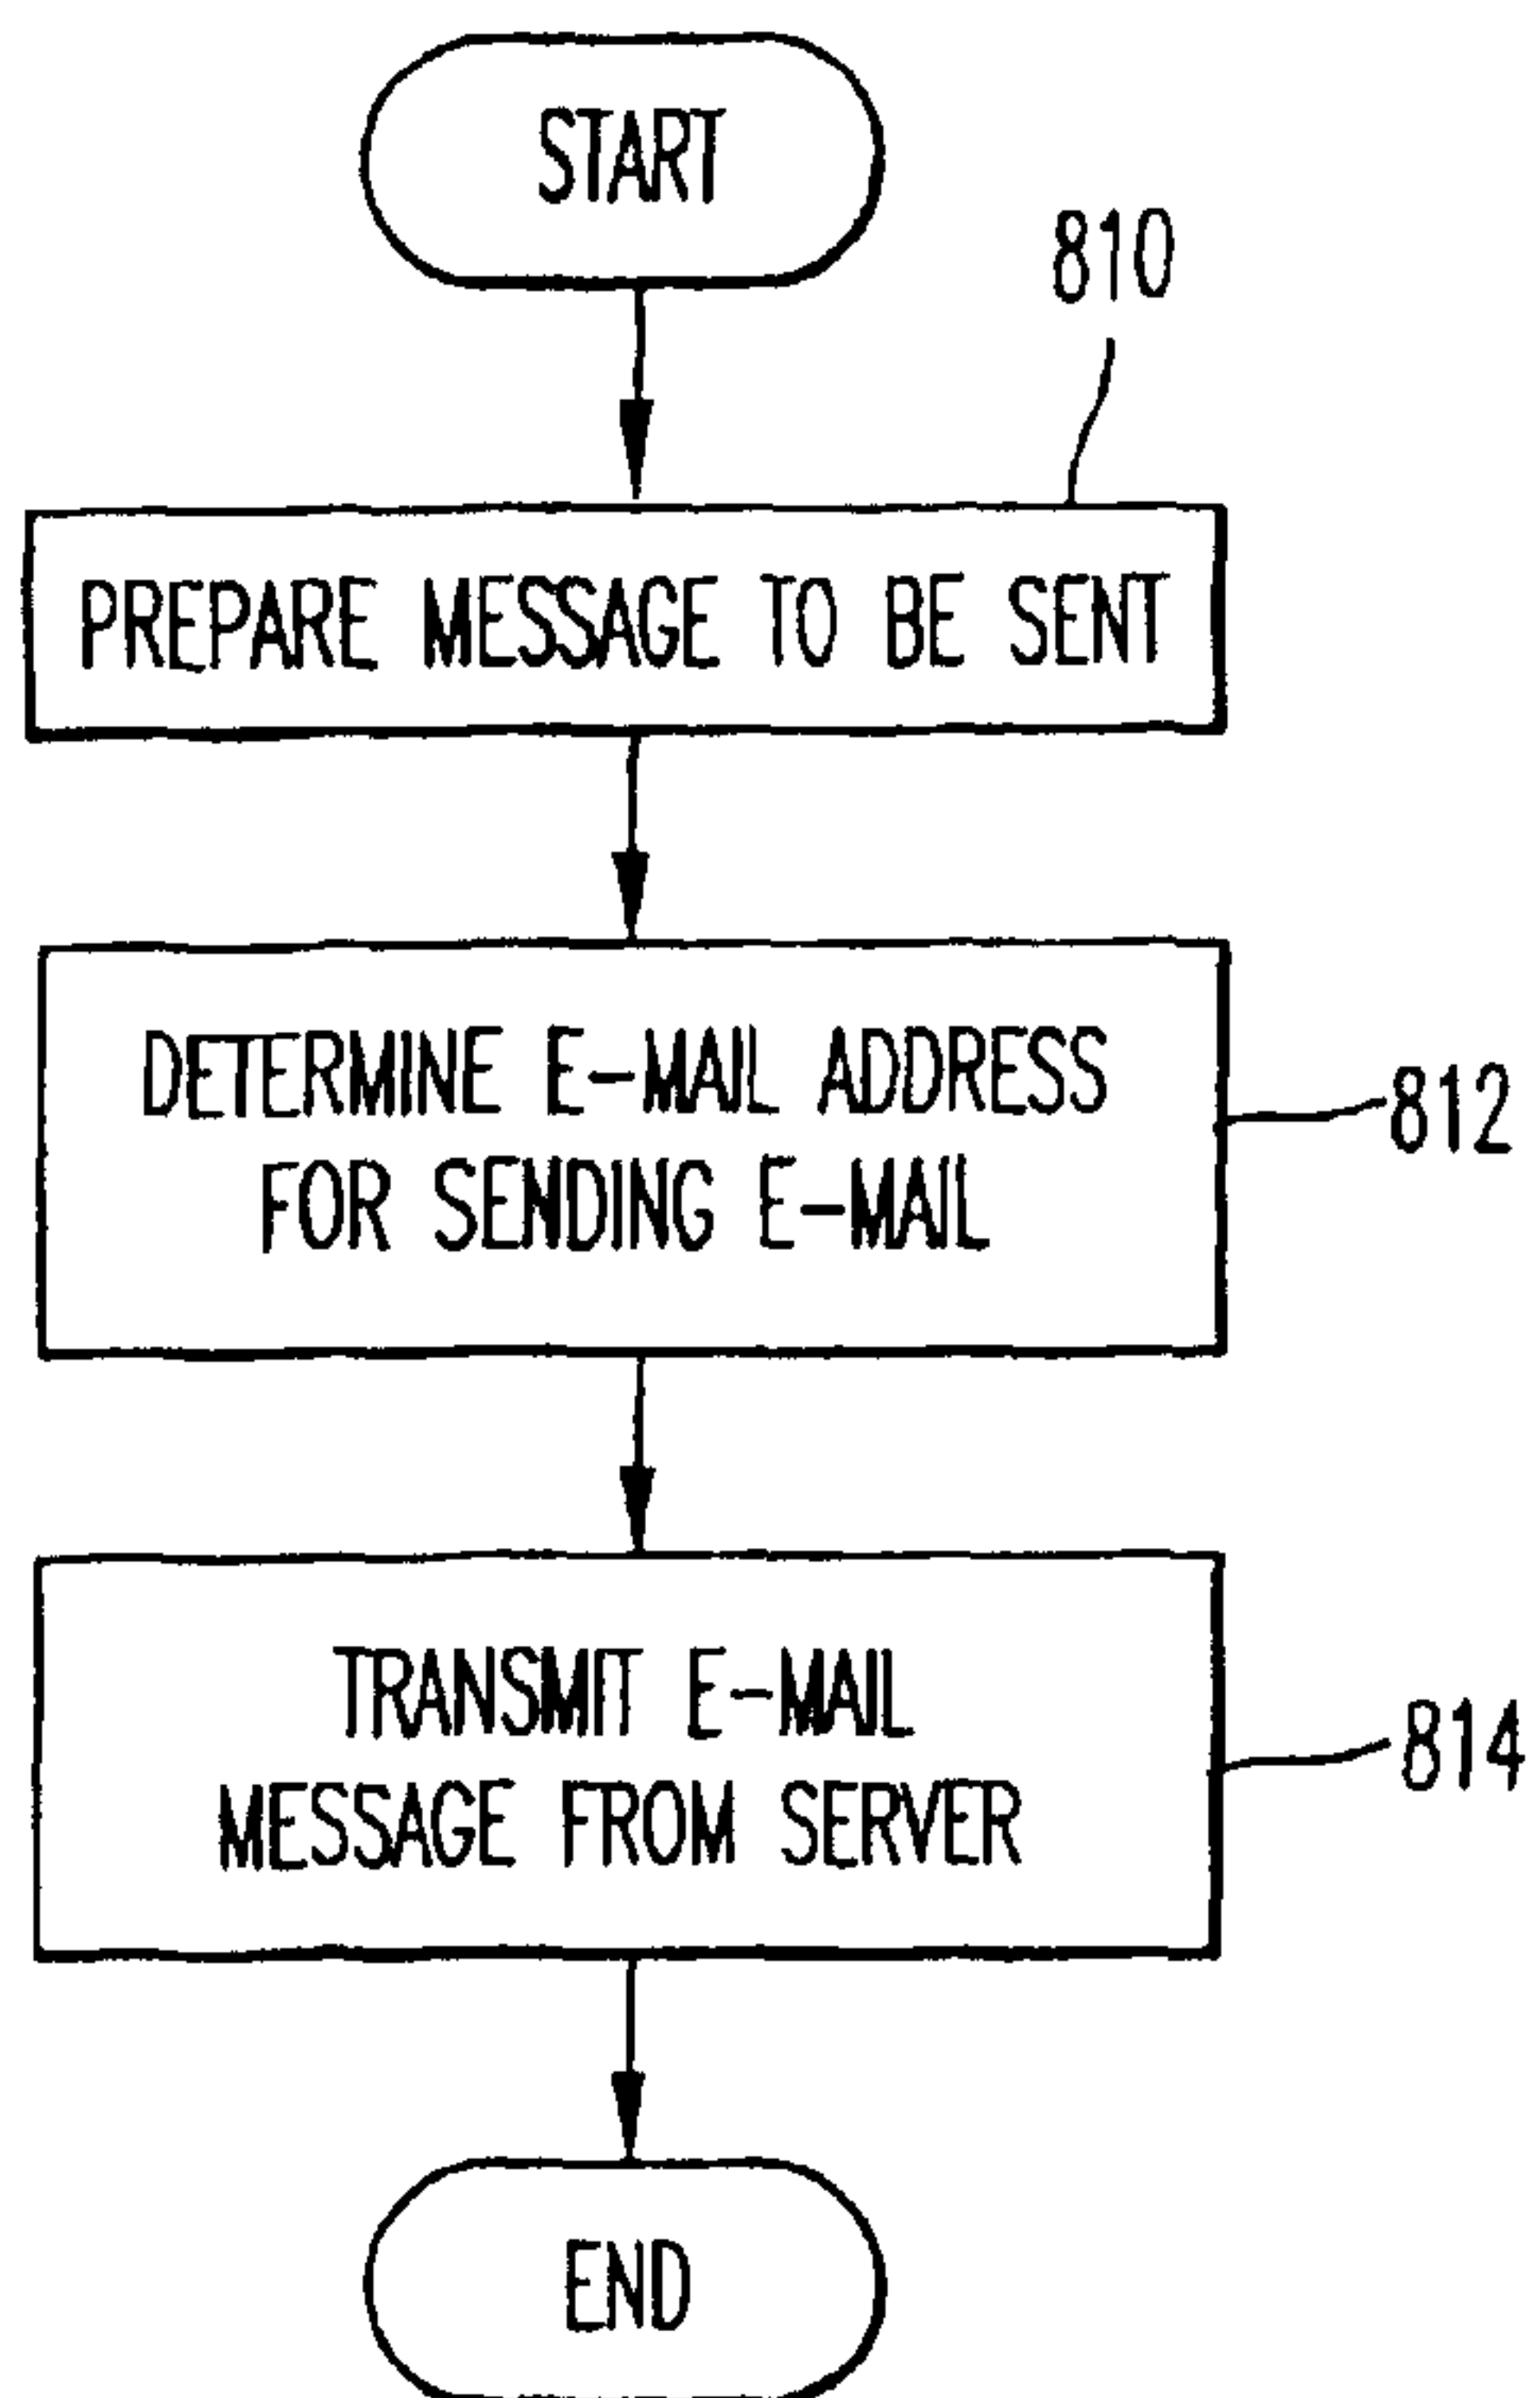 START
810
PREPARE MESSAGE TO BE SENT
DETERMINE E-MAIL ADDRESS
FOR SENDING E-MAIL
812
TRANSMIT E-MAIL
MESSAGE FROM SERVER
814
END